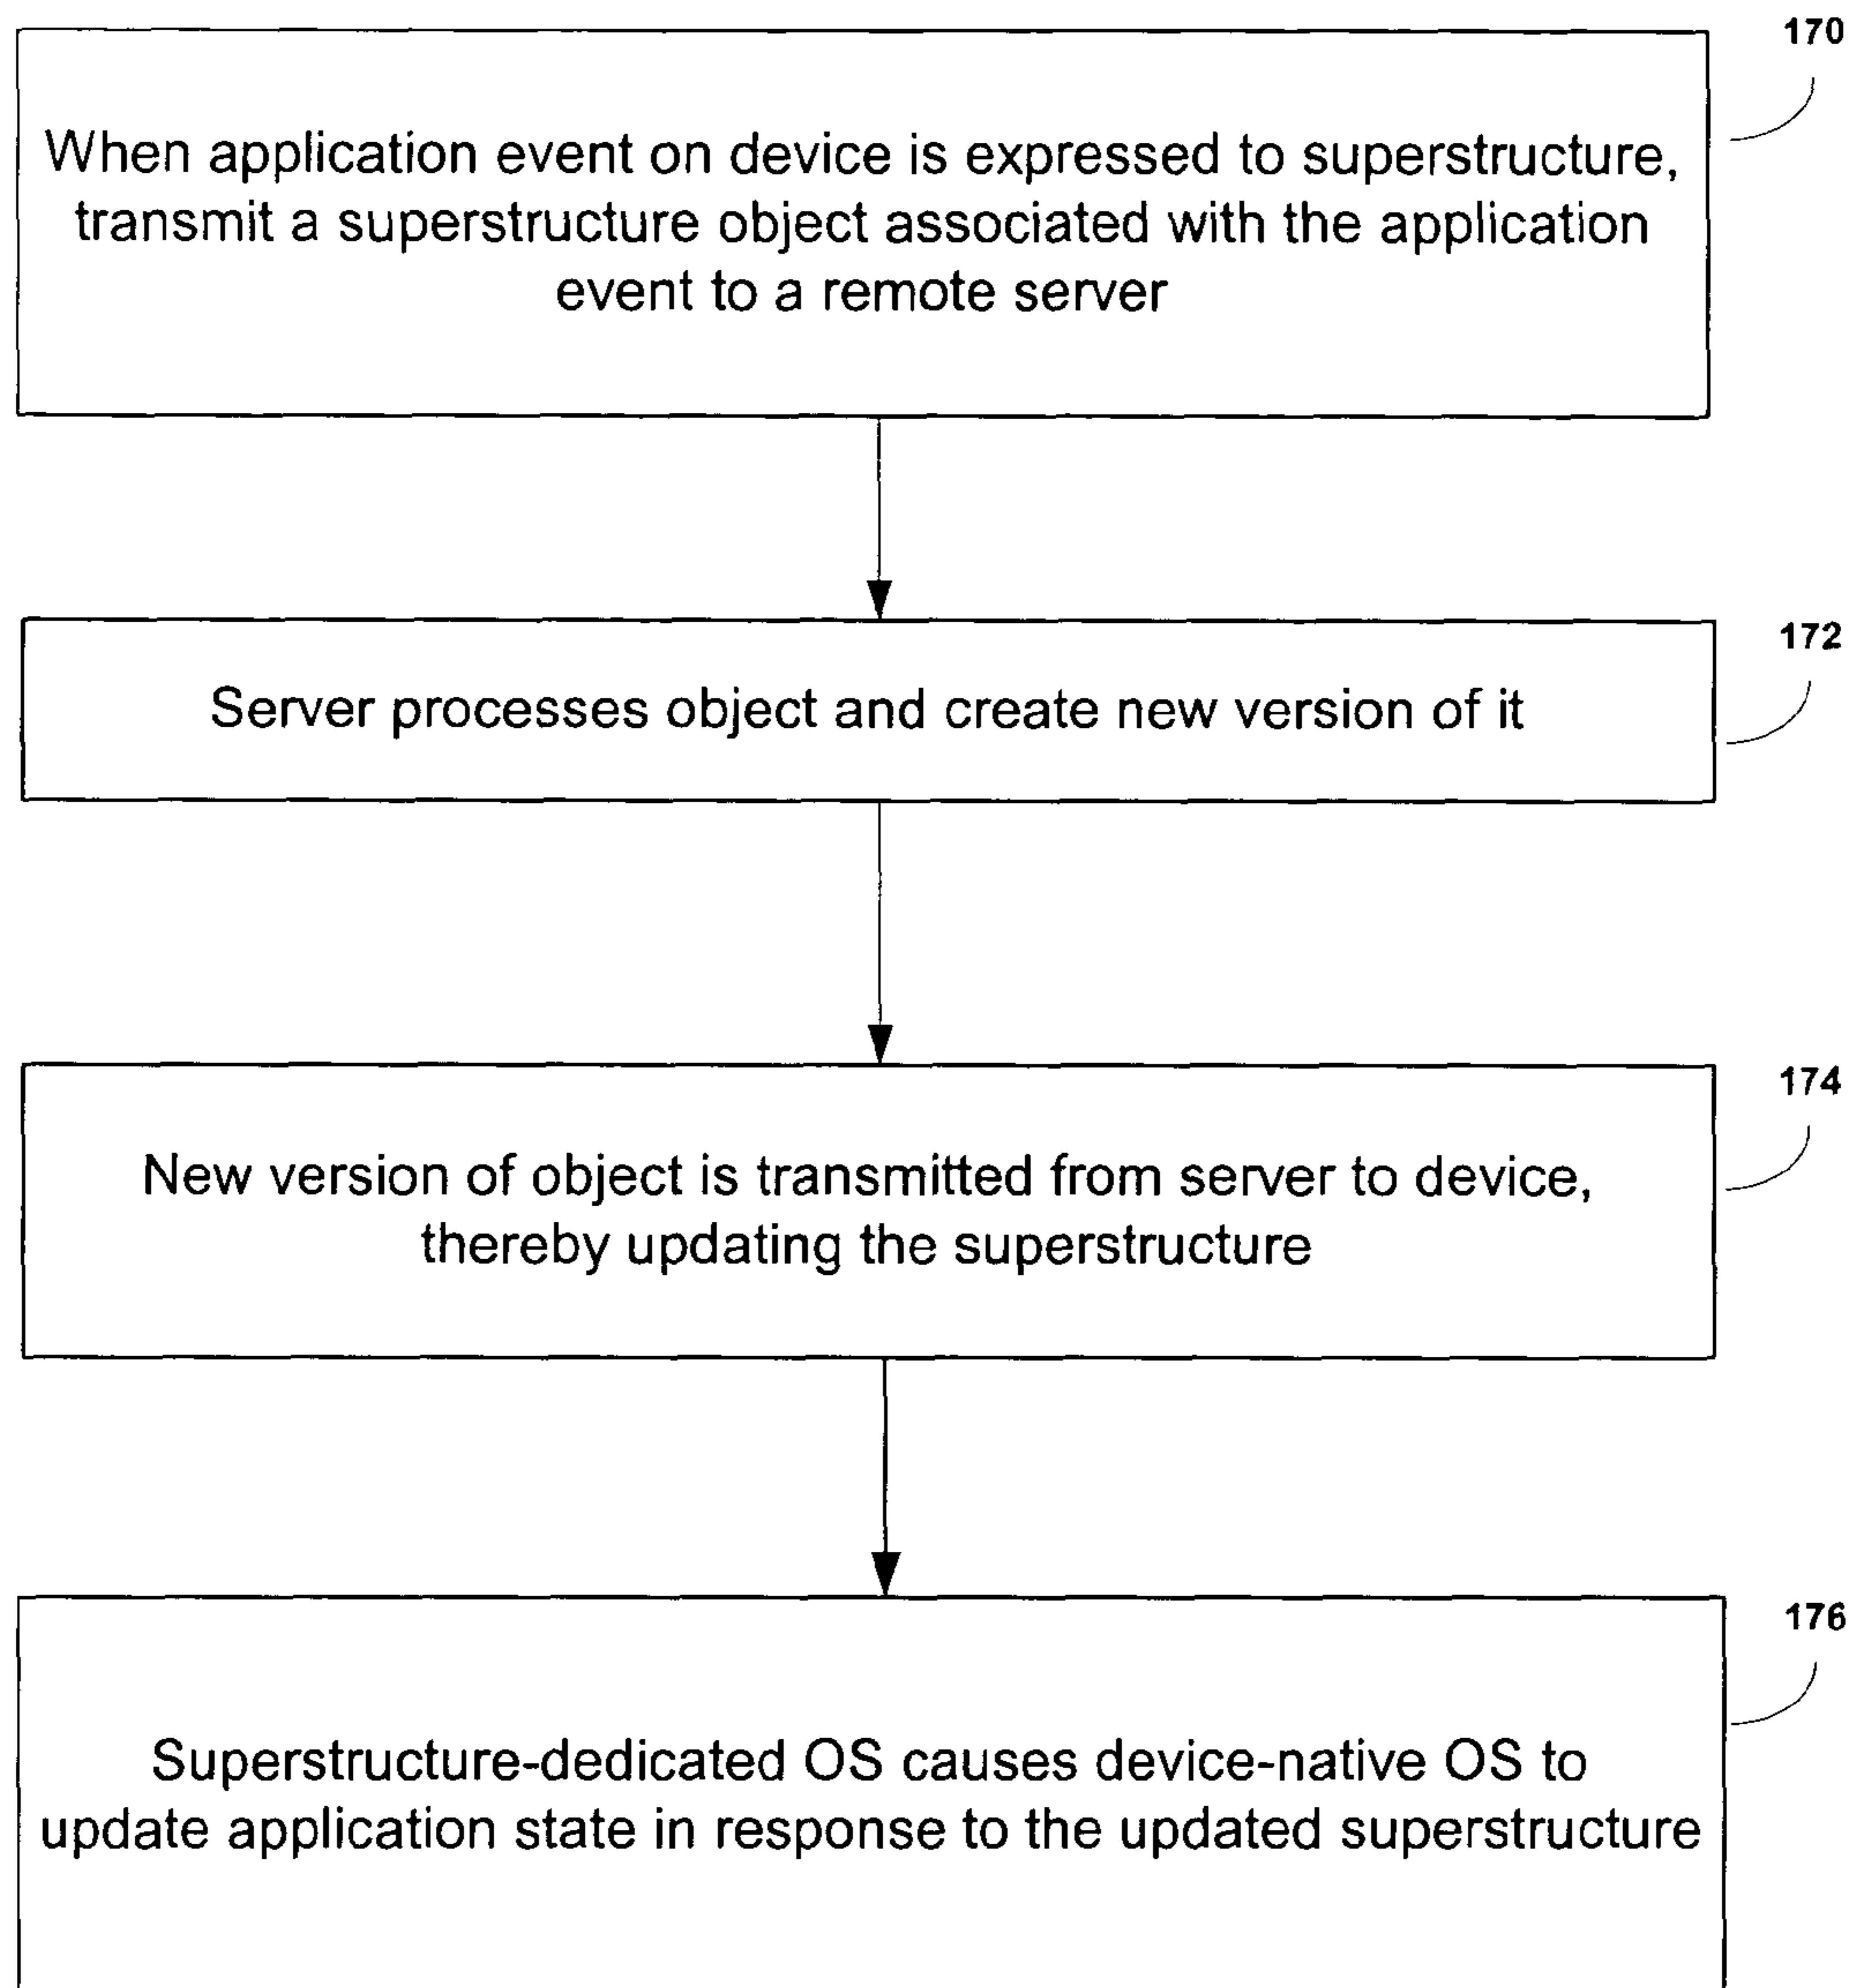 170
When application event on device is expressed to superstructure,
transmit a superstructure object associated with the application
event to a remote server
172
Server processes object and create new version of it
174
New version of object is transmitted from server to device,
thereby updating the superstructure
176
Superstructure-dedicated OS causes device-native OS to
update application state in response to the updated superstructure